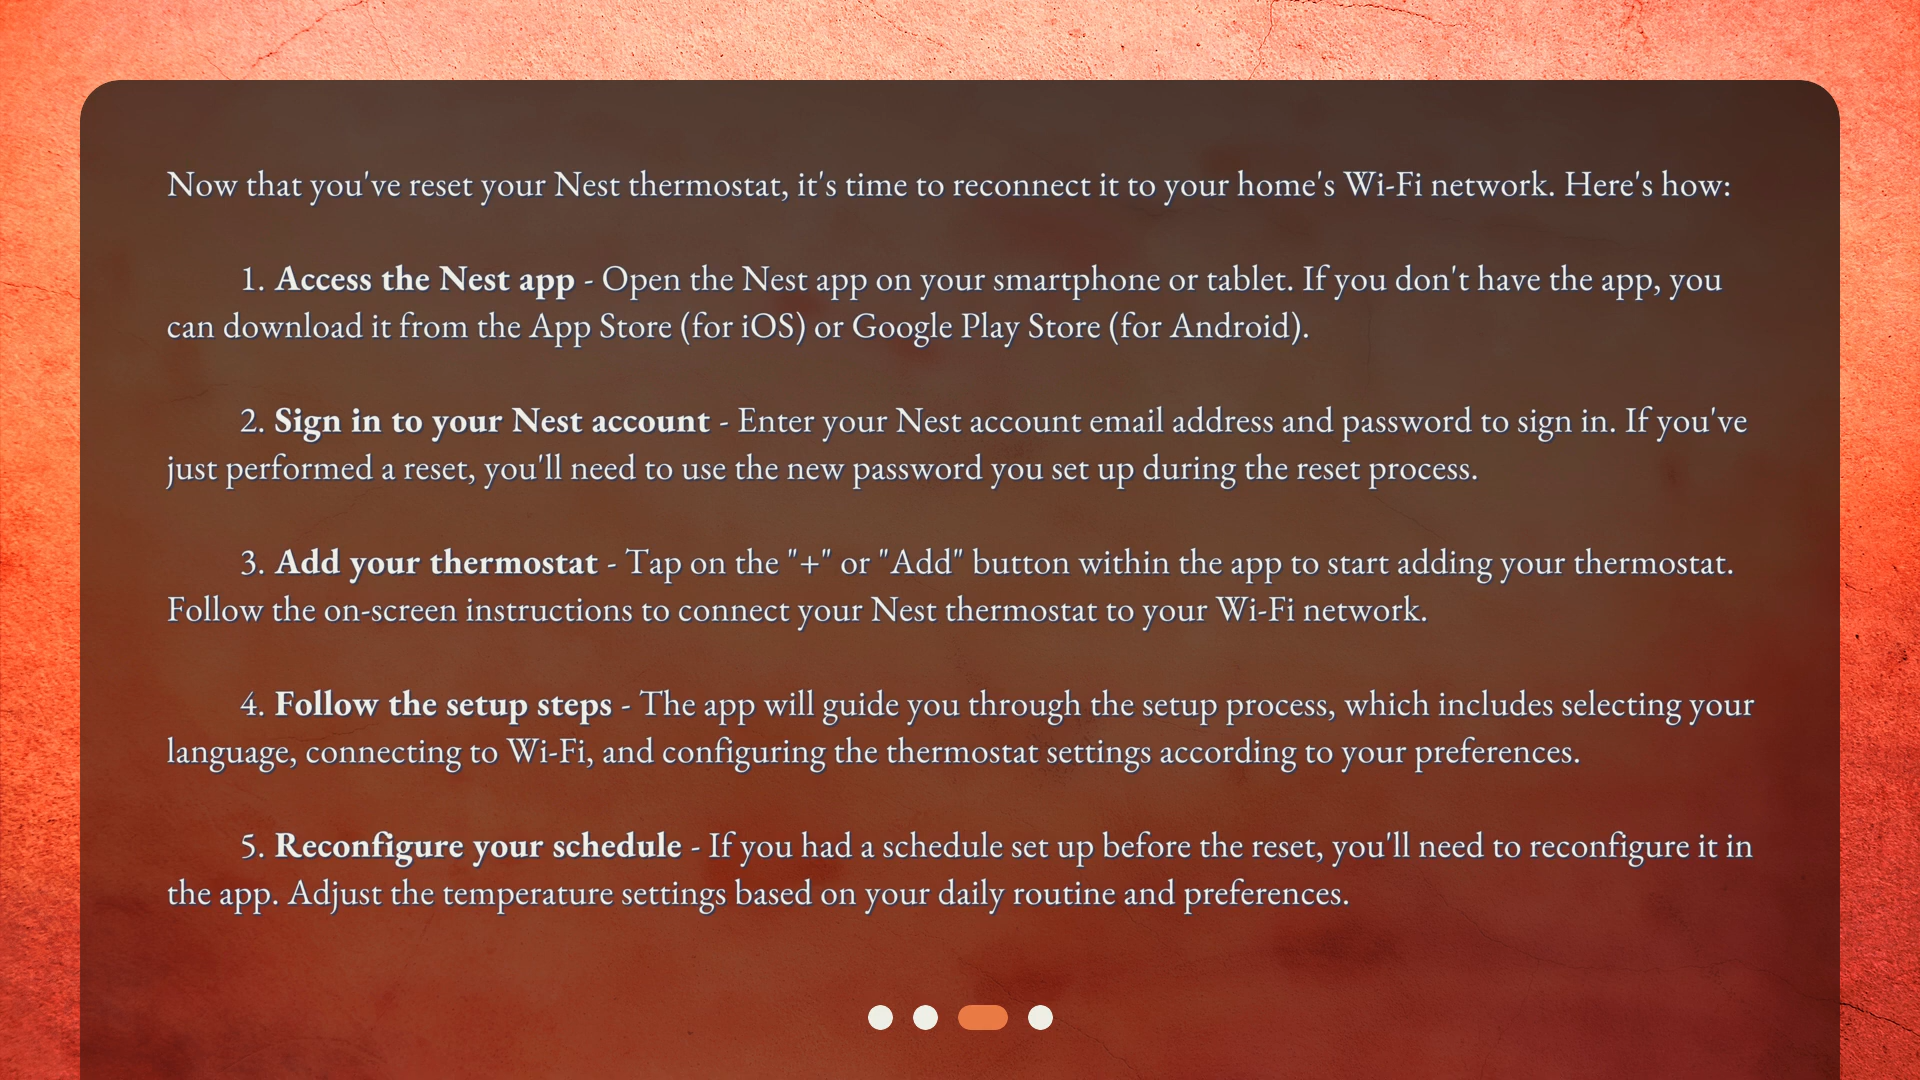 Now that you've reset your Nest thermostat, it's time to reconnect it to your home's Wi-Fi network. Here's how:
1. Access the Nest app - Open the Nest app on your smartphone or tablet. If you don't have the app, you
can download it from the App Store (for iOS) or Google Play Store (for Android).
2. Sign in to your Nest account - Enter your Nest account email address and password to sign in. If you've
just performed a reset, you'll need to use the new password you set up during the reset process.
3. Add your thermostat - Tap on the "+" or "Add" button within the app to start adding your thermostat.
Follow the on-screen instructions to connect your Nest thermostat to your Wi-Fi network.
4. Follow the setup steps - The app will guide you through the setup process, which includes selecting your
language, connecting to Wi-Fi, and configuring the thermostat settings according to your preferences.
5. Reconfigure your schedule - If you had a schedule set up before the reset, you'll need to reconfigure it in
the app. Adjust the temperature settings based on your daily routine and preferences.